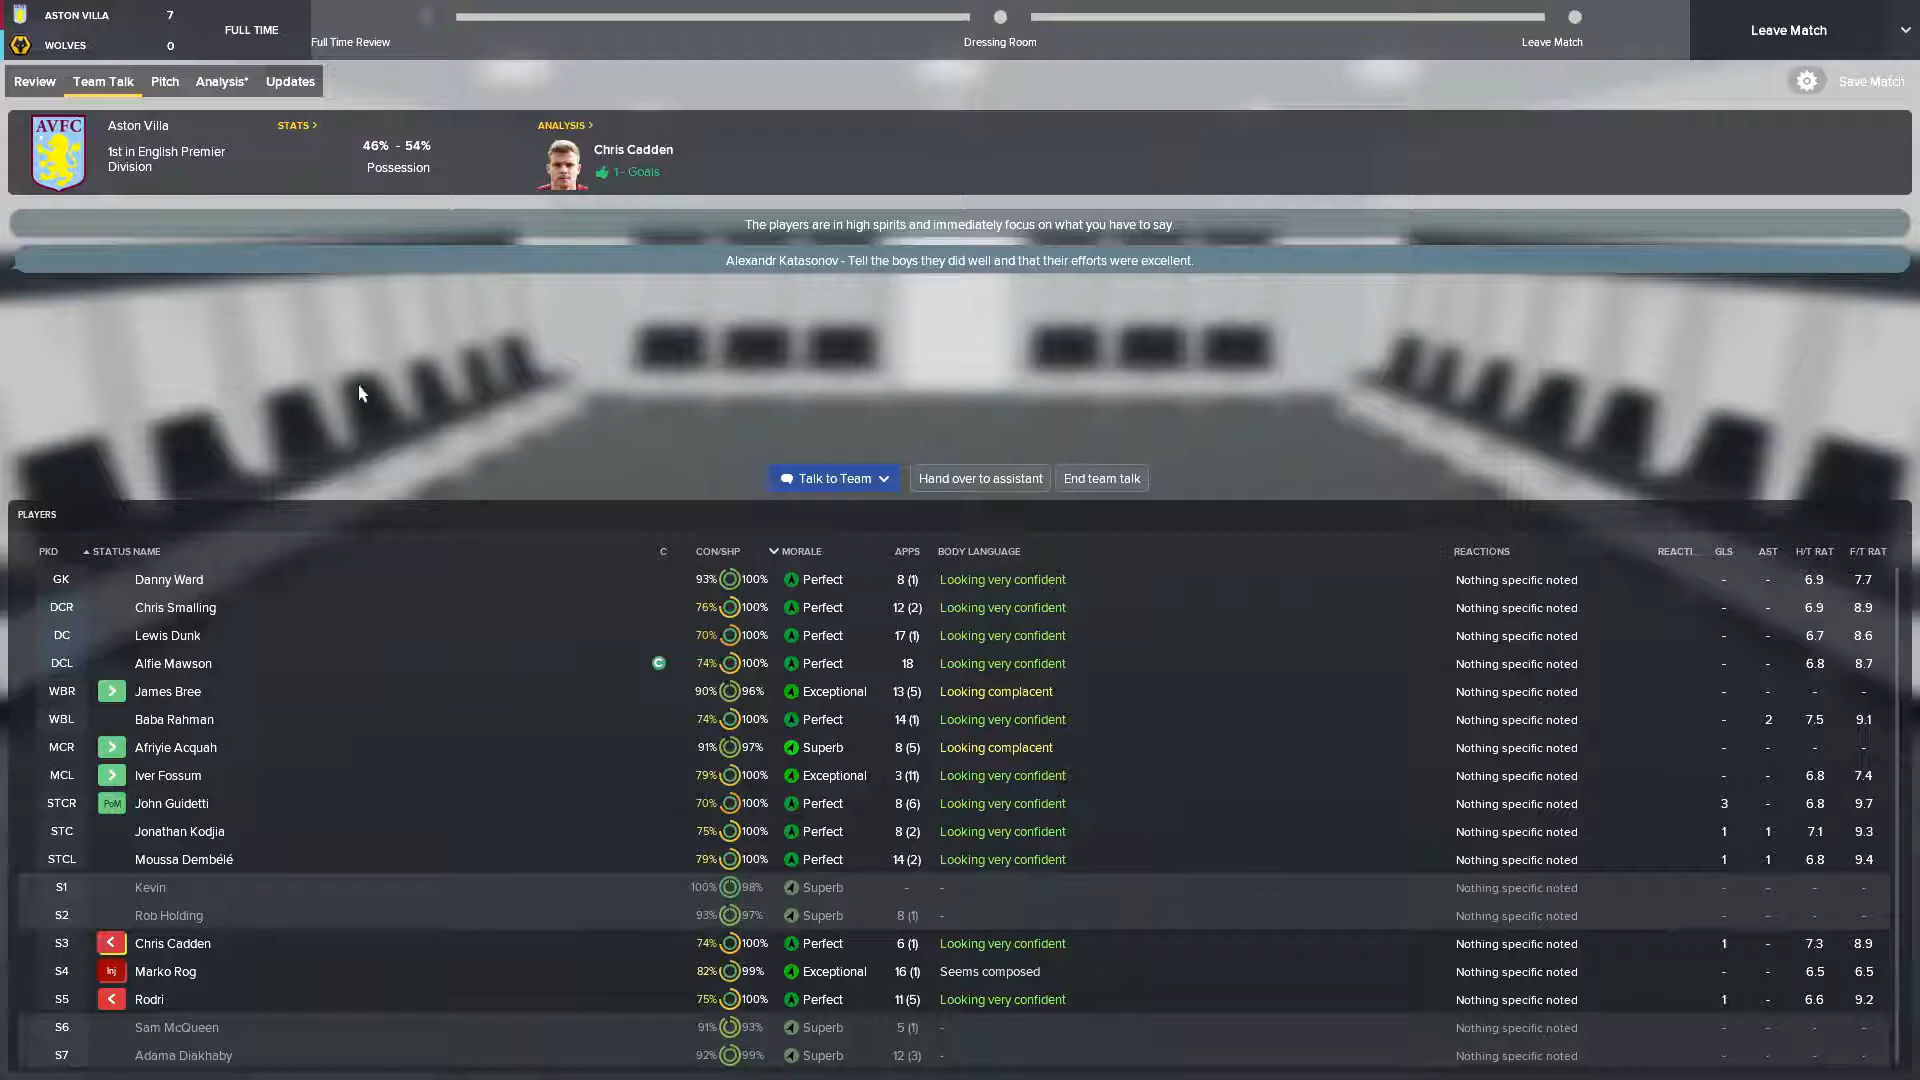 ASTON VILLA 7
WOLVES 0
FULL TIME
Full Time Review
Dressing Room
Leave Match
Leave Match
Review Team Talk Pitch Analysis* Updates
Save Match
AVFC
Aston Villa
1st in English Premier
Division
STATS >
46% - 54%
Possession
ANALYSIS >
Chris Cadden
1 - Goals
The players are in high spirits and immediately focus on what you have to say.
Alexandr Katasonov - Tell the boys they did well and that their efforts were excellent.
Talk to Team Hand over to assistant End team talk
PLAYERS
PKD STATUS NAME C CON/SHP MORALE APPS BODY LANGUAGE REACTIONS REACTI... GLS AST H/T RAT F/T RAT
GK Danny Ward 93% 100% Perfect 8 (1) Looking very confident Nothing specific noted - - 6.9 7.7
DCR Chris Smalling 76% 100% Perfect 12 (2) Looking very confident Nothing specific noted - - 6.9 8.9
DC Lewis Dunk 70% 100% Perfect 17 (1) Looking very confident Nothing specific noted - - 6.7 8.6
DCL Alfie Mawson C 74% 100% Perfect 18 Looking very confident Nothing specific noted - - 6.8 8.7
WBR James Bree 90% 96% Exceptional 13 (5) Looking complacent Nothing specific noted - - - -
WBL Baba Rahman 74% 100% Perfect 14 (1) Looking very confident Nothing specific noted - 2 7.5 9.1
MCR Afriyie Acquah 91% 97% Superb 8 (5) Looking complacent Nothing specific noted - - - -
MCL Iver Fossum 79% 100% Exceptional 3 (11) Looking very confident Nothing specific noted - - 6.8 7.4
STCR PoM John Guidetti 70% 100% Perfect 8 (6) Looking very confident Nothing specific noted 3 - 6.8 9.7
STC Jonathan Kodjia 75% 100% Perfect 8 (2) Looking very confident Nothing specific noted 1 1 7.1 9.3
STCL Moussa Dembélé 79% 100% Perfect 14 (2) Looking very confident Nothing specific noted 1 1 6.8 9.4
S1 Kevin 100% 98% Superb - - Nothing specific noted - - - -
S2 Rob Holding 93% 97% Superb 8 (1) - Nothing specific noted - - - -
S3 Chris Cadden 74% 100% Perfect 6 (1) Looking very confident Nothing specific noted 1 - 7.3 8.9
S4 Inj Marko Rog 82% 99% Exceptional 16 (1) Seems composed Nothing specific noted - - 6.5 6.5
S5 Rodri 75% 100% Perfect 11 (5) Looking very confident Nothing specific noted 1 - 6.6 9.2
S6 Sam McQueen 91% 93% Superb 5 (1) - Nothing specific noted - - - -
S7 Adama Diakhaby 92% 99% Superb 12 (3) - Nothing specific noted - - - -